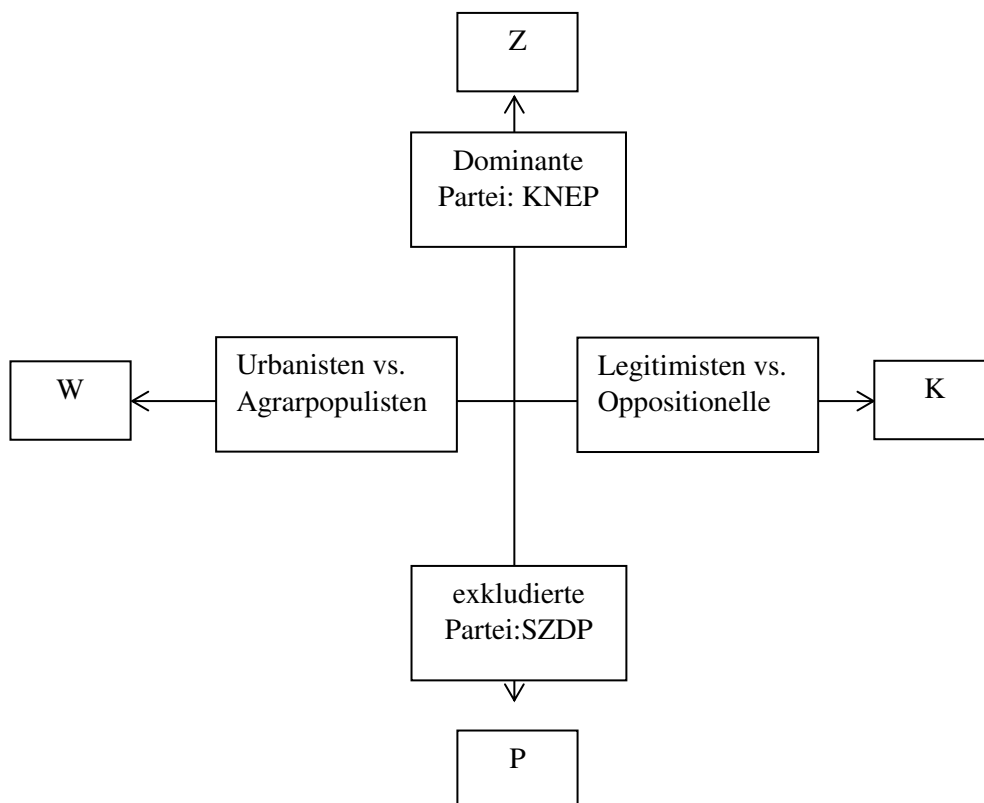 Z
Dominante
Partei: KNEP
Urbanisten vs.
Agrarpopulisten
Legitimisten vs.
Oppositionelle
W
K
exkludierte
Partei:SZDP
P